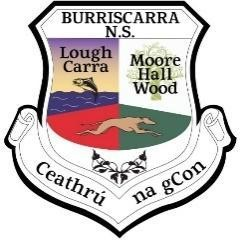 BURRISCARRA
N.S.
Lough
Carra
Moore
Hall
Wood
Ceathrú na gCon